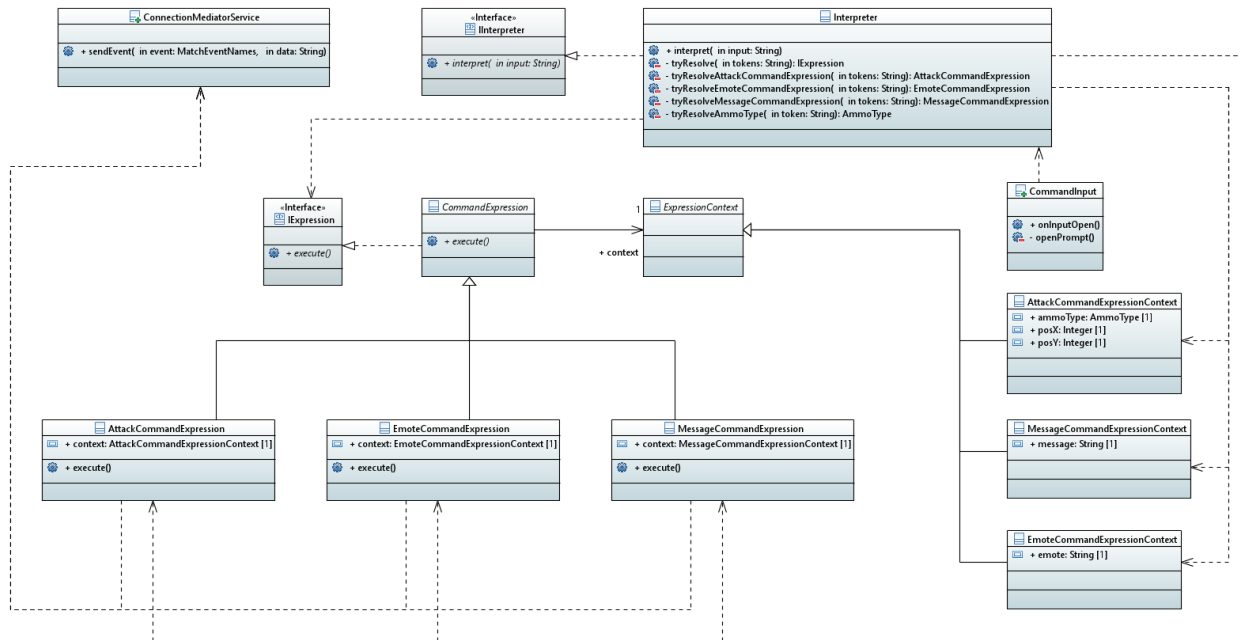 ConnectionMediatorService
+ sendEvent( in event: MatchEventNames, in data: String)
«Interface»
IInterpreter
+ interpret( in input: String)
Interpreter
+ interpret( in input: String)
- tryResolve( in tokens: String): IExpression
- tryResolveAttackCommandExpression( in tokens: String): AttackCommandExpression
- tryResolveEmoteCommandExpression( in tokens: String): EmoteCommandExpression
- tryResolveMessageCommandExpression( in tokens: String): MessageCommandExpression
- tryResolveAmmoType( in token: String): AmmoType
«Interface»
IExpression
+ execute()
CommandExpression
+ execute()
1
+ context
ExpressionContext
CommandInput
+ onInputOpen()
- openPrompt()
AttackCommandExpressionContext
+ ammoType: AmmoType [1]
+ posX: Integer [1]
+ posY: Integer [1]
AttackCommandExpression
+ context: AttackCommandExpressionContext [1]
+ execute()
EmoteCommandExpression
+ context: EmoteCommandExpressionContext [1]
+ execute()
MessageCommandExpression
+ context: MessageCommandExpressionContext [1]
+ execute()
MessageCommandExpressionContext
+ message: String [1]
EmoteCommandExpressionContext
+ emote: String [1]